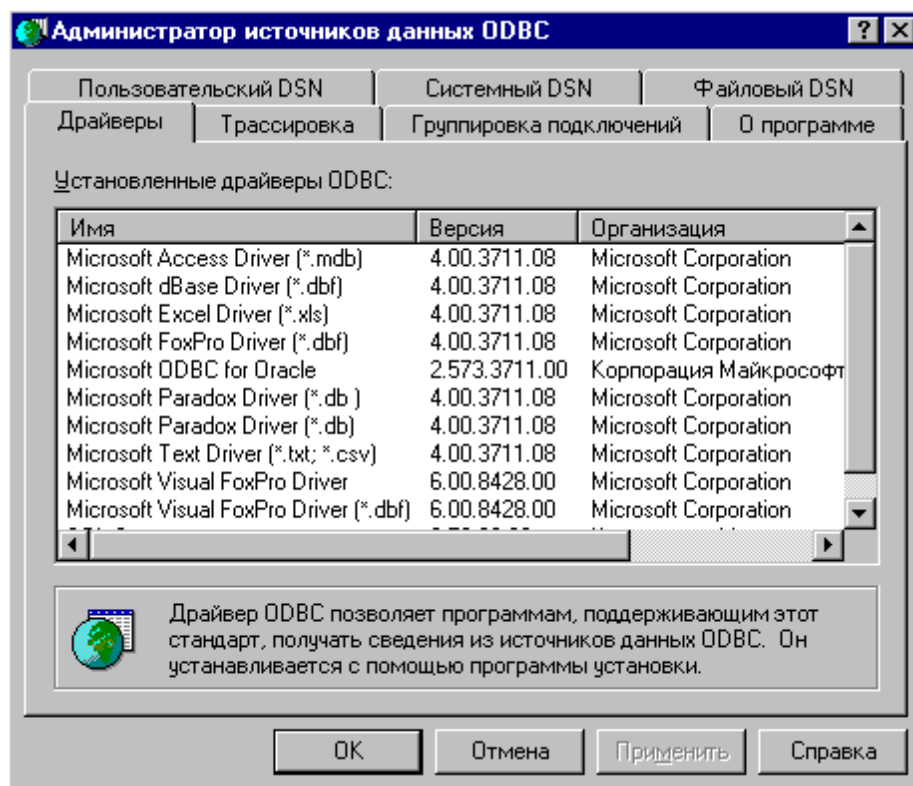 Администратор источников данных ODBC
Пользовательский DSN Системный DSN Файловый DSN
Драйверы Трассировка Группировка подключений О программе
Установленные драйверы ODBC:
Имя Версия Организация
Microsoft Access Driver (*.mdb) 4.00.3711.08 Microsoft Corporation
Microsoft dBase Driver (*.dbf) 4.00.3711.08 Microsoft Corporation
Microsoft Excel Driver (*.xls) 4.00.3711.08 Microsoft Corporation
Microsoft FoxPro Driver (*.dbf) 4.00.3711.08 Microsoft Corporation
Microsoft ODBC for Oracle 2.573.3711.00 Корпорация Майкрософт
Microsoft Paradox Driver (*.db ) 4.00.3711.08 Microsoft Corporation
Microsoft Paradox Driver (*.db) 4.00.3711.08 Microsoft Corporation
Microsoft Text Driver (*.txt; *.csv) 4.00.3711.08 Microsoft Corporation
Microsoft Visual FoxPro Driver 6.00.8428.00 Microsoft Corporation
Microsoft Visual FoxPro Driver (*.dbf) 6.00.8428.00 Microsoft Corporation
Драйвер ODBC позволяет программам, поддерживающим этот
стандарт, получать сведения из источников данных ODBC. Он
устанавливается с помощью программы установки.
OK Отмена Применить Справка